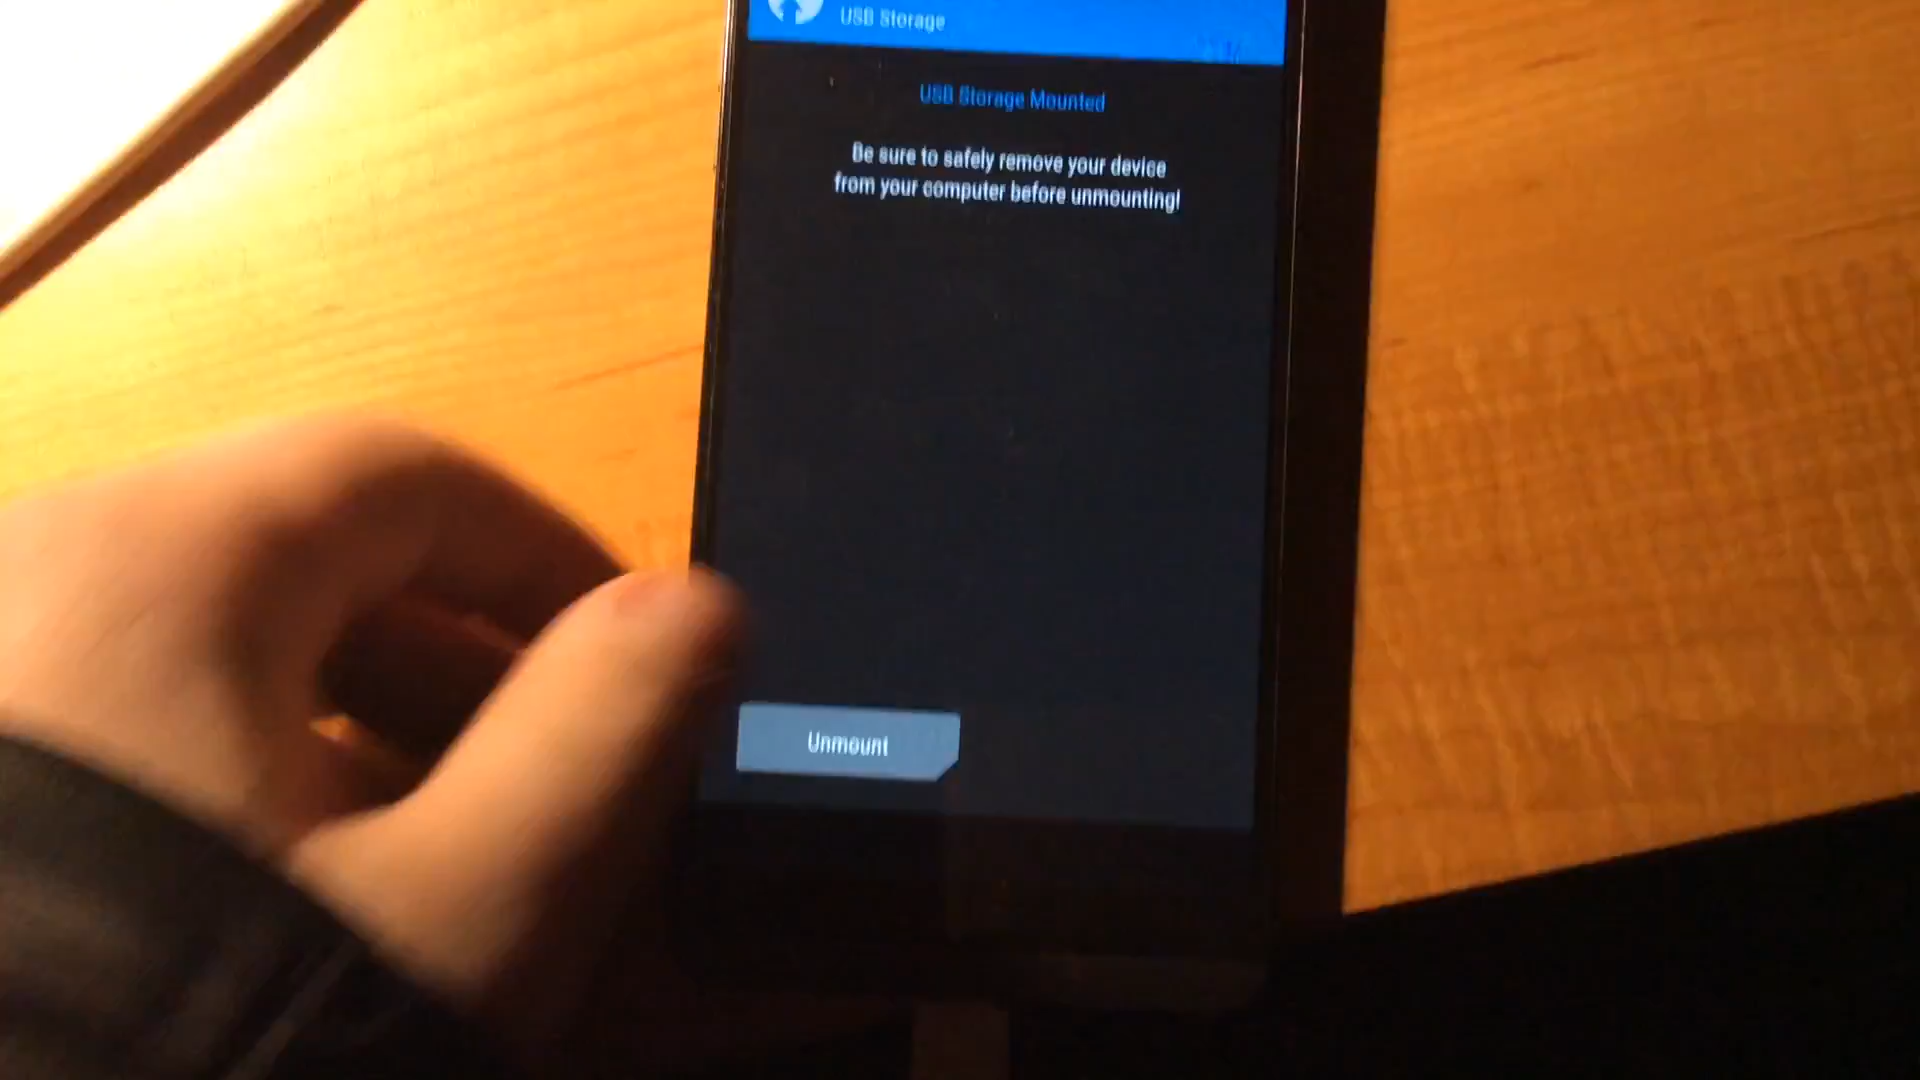 USB Storage
USB Storage Mounted
Be sure to safely remove your device
from your computer before unmounting!
Unmount